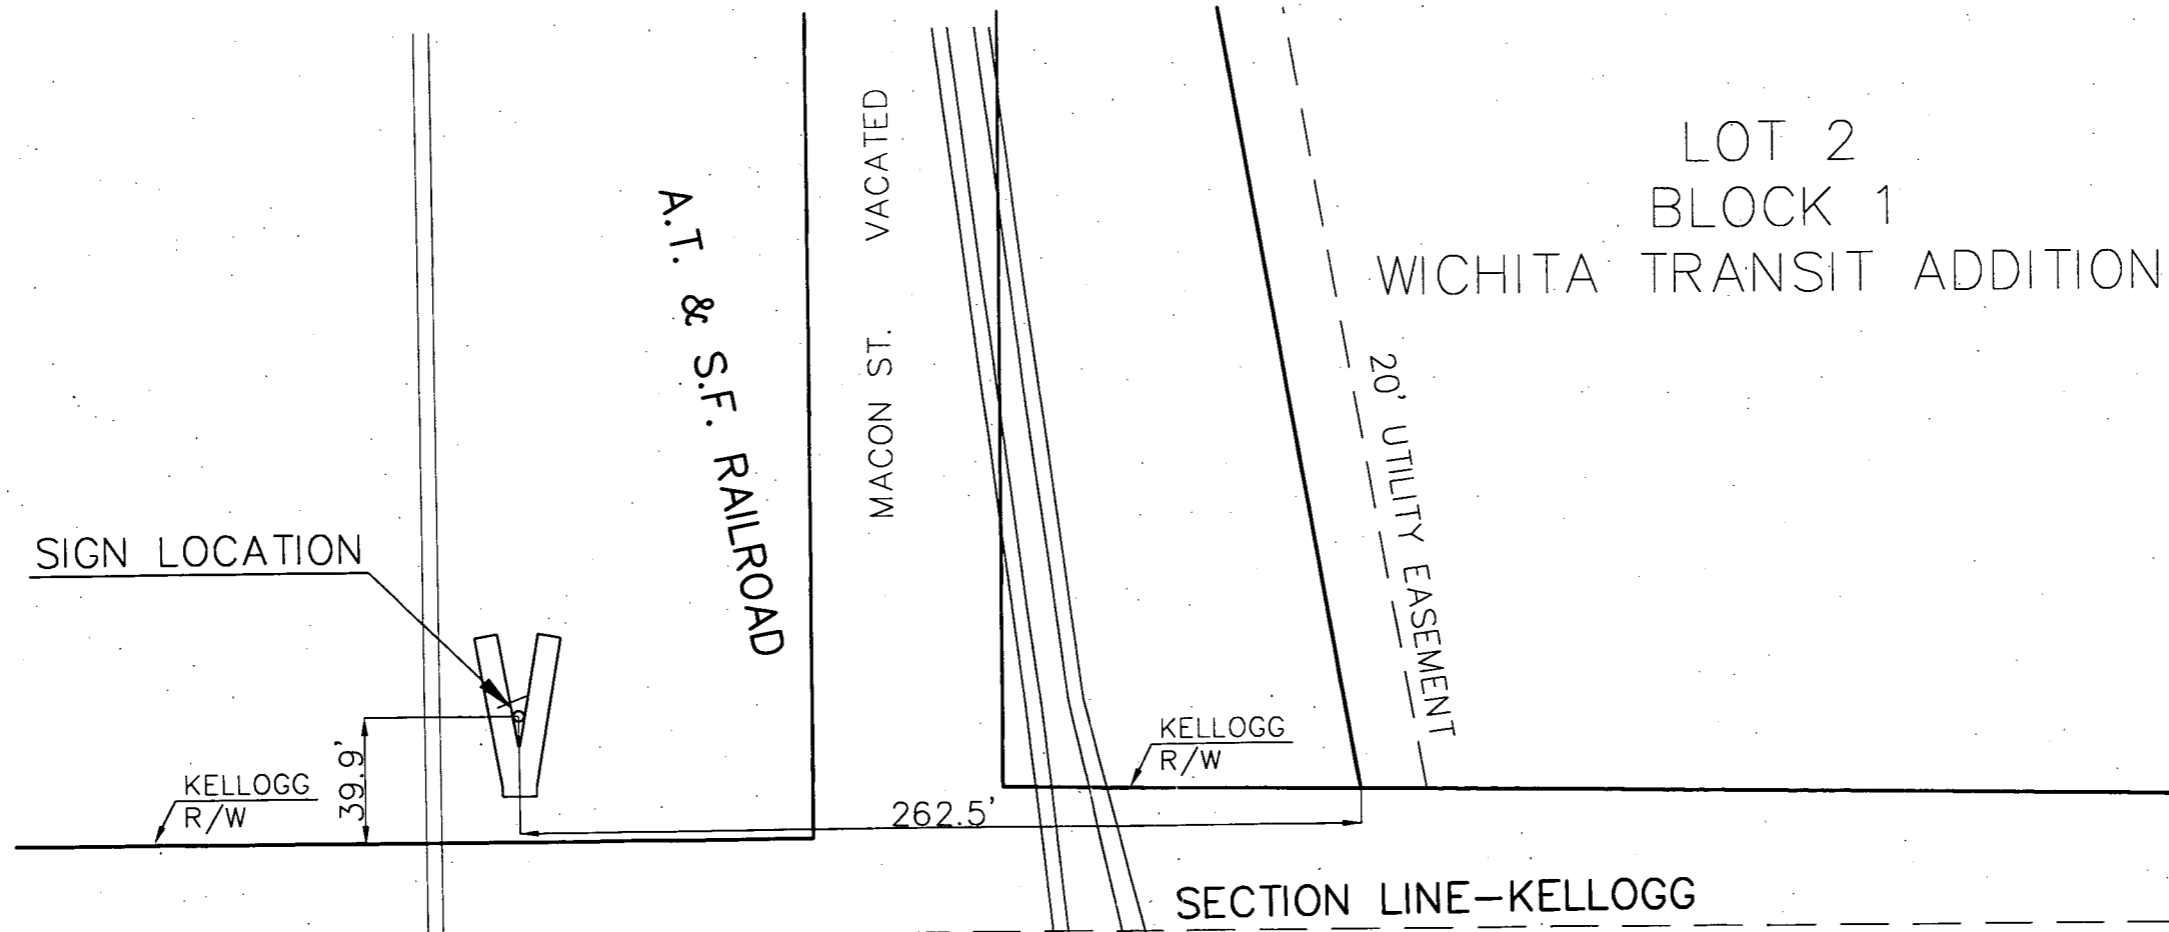 LOT 2
BLOCK 1
WICHITA TRANSIT ADDITION
VACATED
MACON ST.
A.T. & S.F. RAILROAD
20' UTILITY EASEMENT
SIGN LOCATION
39.9'
KELLOGG
R/W
KELLOGG
R/W
262.5'
SECTION LINE-KELLOGG